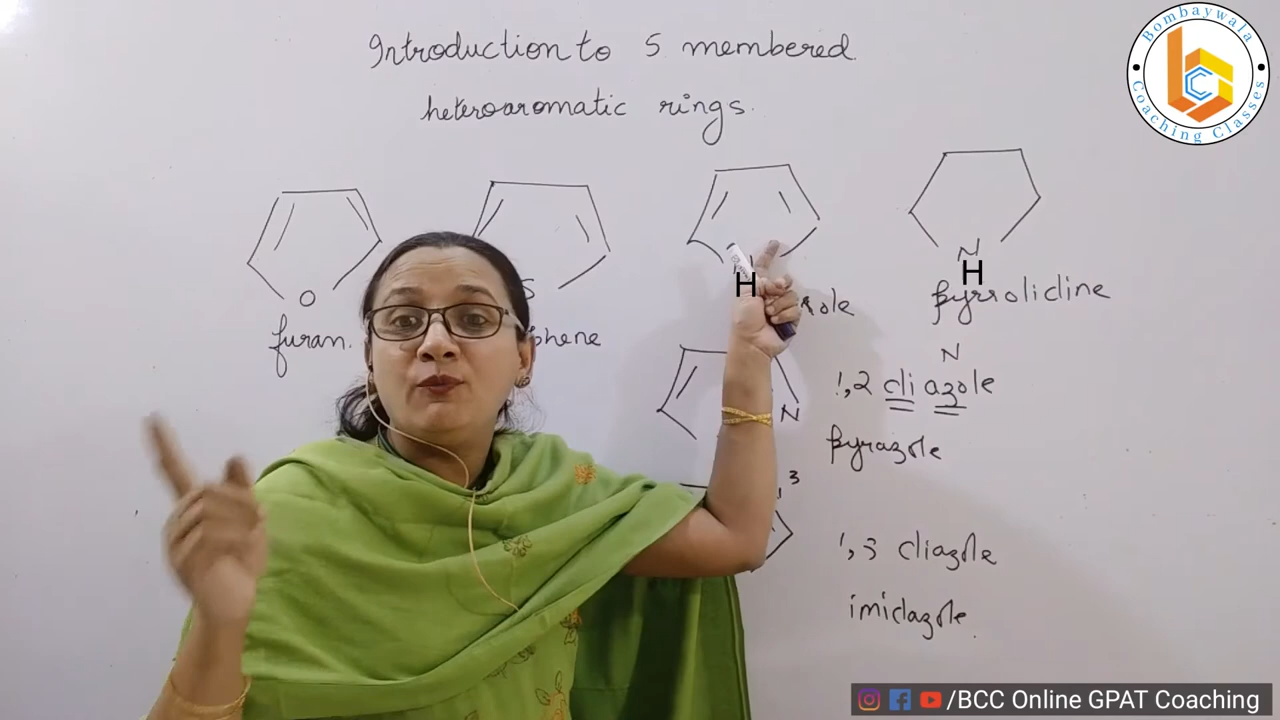 Introduction to 5 membered
heteroaromatic rings.
Bombaywala
Coaching Classes
O
furan.
S
phene
H
role
N
H
pyrrolidine
N
N
1,2 diazole
pyrazole
3
1,3 diazole
imidazole.
/BCC Online GPAT Coaching